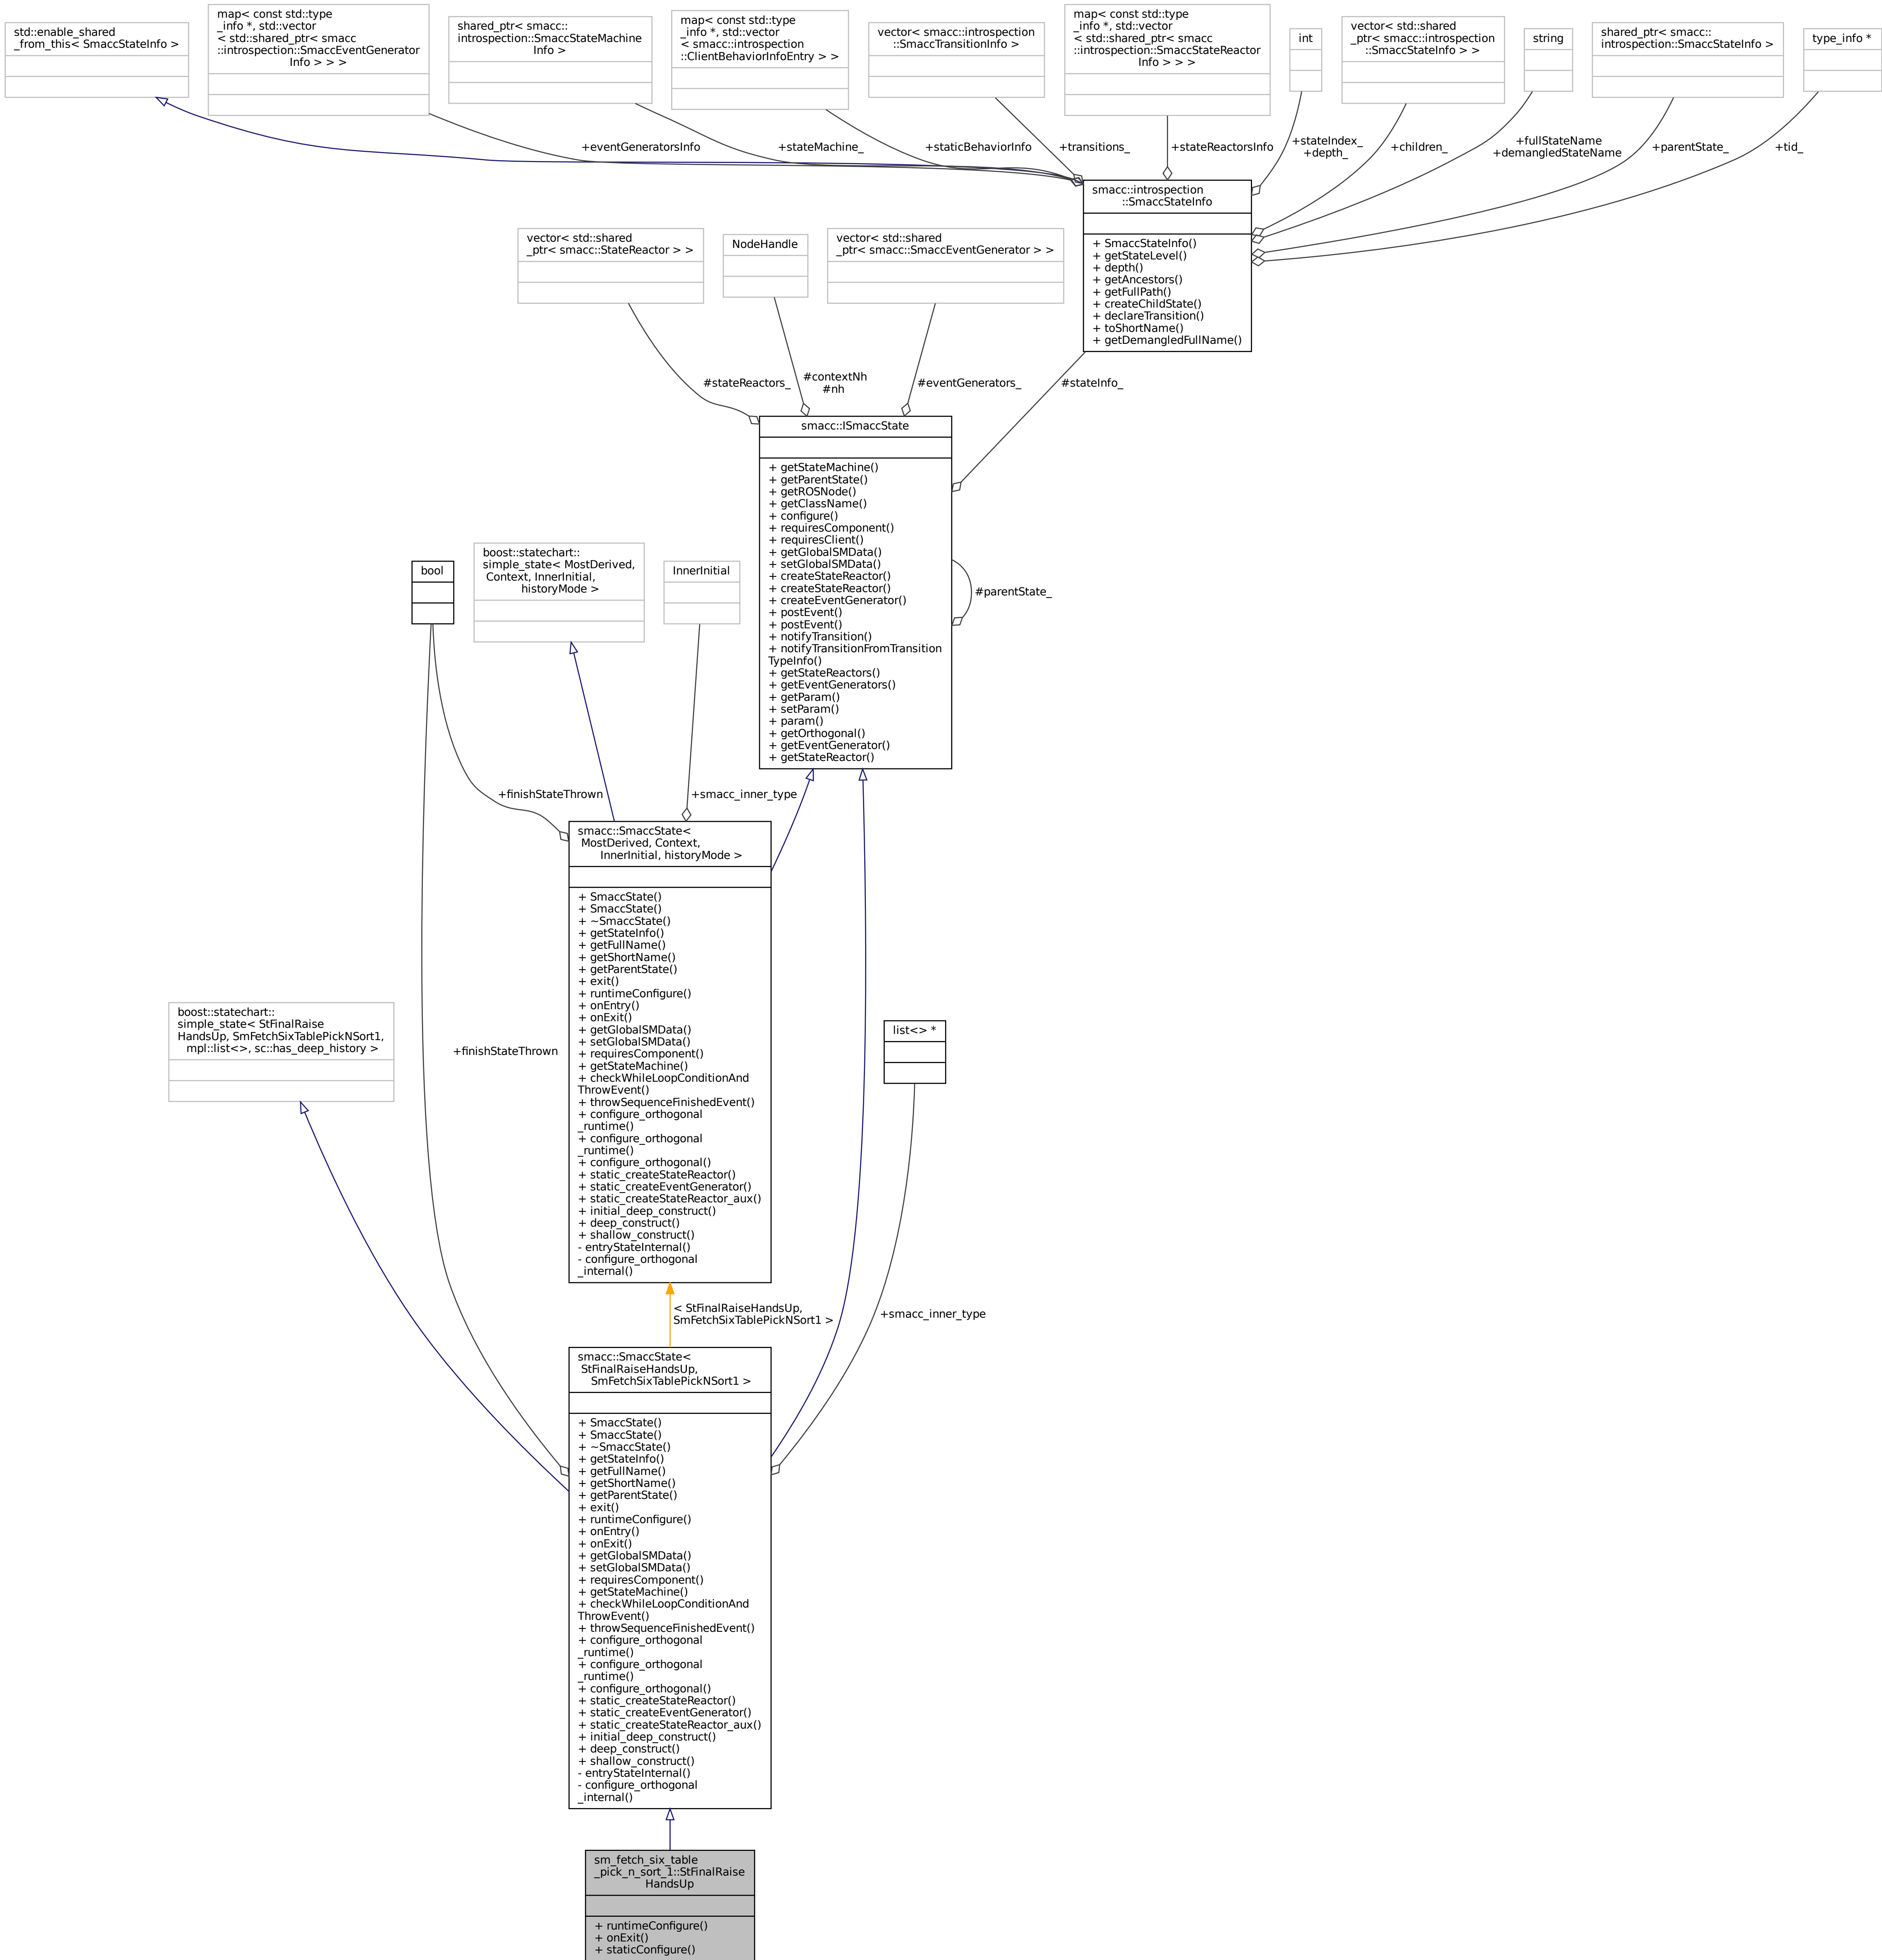 std::enable_shared
_from_this< SmaccStateInfo >
map< const std::type
_info *, std::vector
< std::shared_ptr< smacc
::introspection::SmaccEventGenerator
Info > > >
shared_ptr< smacc::
introspection::SmaccStateMachine
Info >
map< const std::type
_info *, std::vector
< smacc::introspection
::ClientBehaviorInfoEntry > >
vector< smacc::introspection
::SmaccTransitionInfo >
map< const std::type
_info *, std::vector
< std::shared_ptr< smacc
::introspection::SmaccStateReactor
Info > > >
int
vector< std::shared
_ptr< smacc::introspection
::SmaccStateInfo > >
string
shared_ptr< smacc::
introspection::SmaccStateInfo >
type_info *
+eventGeneratorsInfo
+stateMachine_
+staticBehaviorInfo
+transitions_
+stateReactorsInfo
+stateIndex_
+depth_
+children_
+fullStateName
+demangledStateName
+parentState_
+tid_
smacc::introspection
::SmaccStateInfo
+ SmaccStateInfo()
+ getStateLevel()
+ depth()
+ getAncestors()
+ getFullPath()
+ createChildState()
+ declareTransition()
+ toShortName()
+ getDemangledFullName()
vector< std::shared
_ptr< smacc::StateReactor > >
NodeHandle
vector< std::shared
_ptr< smacc::SmaccEventGenerator > >
#stateReactors_
#contextNh
#nh
#eventGenerators_
#stateInfo_
smacc::ISmaccState
+ getStateMachine()
+ getParentState()
+ getROSNode()
+ getClassName()
+ configure()
+ requiresComponent()
+ requiresClient()
+ getGlobalSMData()
+ setGlobalSMData()
+ createStateReactor()
+ createStateReactor()
+ createEventGenerator()
+ postEvent()
+ postEvent()
+ notifyTransition()
+ notifyTransitionFromTransition
TypeInfo()
+ getStateReactors()
+ getEventGenerators()
+ getParam()
+ setParam()
+ param()
+ getOrthogonal()
+ getEventGenerator()
+ getStateReactor()
#parentState_
bool
boost::statechart::
simple_state< MostDerived,
Context, InnerInitial,
historyMode >
InnerInitial
+finishStateThrown
+smacc_inner_type
smacc::SmaccState<
MostDerived, Context,
InnerInitial, historyMode >
+ SmaccState()
+ SmaccState()
+ ~SmaccState()
+ getStateInfo()
+ getFullName()
+ getShortName()
+ getParentState()
+ exit()
+ runtimeConfigure()
+ onEntry()
+ onExit()
+ getGlobalSMData()
+ setGlobalSMData()
+ requiresComponent()
+ getStateMachine()
+ checkWhileLoopConditionAnd
ThrowEvent()
+ throwSequenceFinishedEvent()
+ configure_orthogonal
_runtime()
+ configure_orthogonal
_runtime()
+ configure_orthogonal()
+ static_createStateReactor()
+ static_createEventGenerator()
+ static_createStateReactor_aux()
+ initial_deep_construct()
+ deep_construct()
+ shallow_construct()
- entryStateInternal()
- configure_orthogonal
_internal()
boost::statechart::
simple_state< StFinalRaise
HandsUp, SmFetchSixTablePickNSort1,
mpl::list<>, sc::has_deep_history >
+finishStateThrown
list<> *
< StFinalRaiseHandsUp,
SmFetchSixTablePickNSort1 >
+smacc_inner_type
smacc::SmaccState<
StFinalRaiseHandsUp,
SmFetchSixTablePickNSort1 >
+ SmaccState()
+ SmaccState()
+ ~SmaccState()
+ getStateInfo()
+ getFullName()
+ getShortName()
+ getParentState()
+ exit()
+ runtimeConfigure()
+ onEntry()
+ onExit()
+ getGlobalSMData()
+ setGlobalSMData()
+ requiresComponent()
+ getStateMachine()
+ checkWhileLoopConditionAnd
ThrowEvent()
+ throwSequenceFinishedEvent()
+ configure_orthogonal
_runtime()
+ configure_orthogonal
_runtime()
+ configure_orthogonal()
+ static_createStateReactor()
+ static_createEventGenerator()
+ static_createStateReactor_aux()
+ initial_deep_construct()
+ deep_construct()
+ shallow_construct()
- entryStateInternal()
- configure_orthogonal
_internal()
sm_fetch_six_table
_pick_n_sort_1::StFinalRaise
HandsUp
+ runtimeConfigure()
+ onExit()
+ staticConfigure()